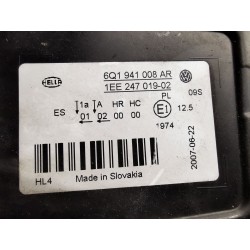 HELLA
6Q1 941 008 AR
1EE 247 019-02
PL
09S
1a A HR HC
ES
01 02 00 00
E1
12.5
1974
2007-06-22
HL4
Made in Slovakia